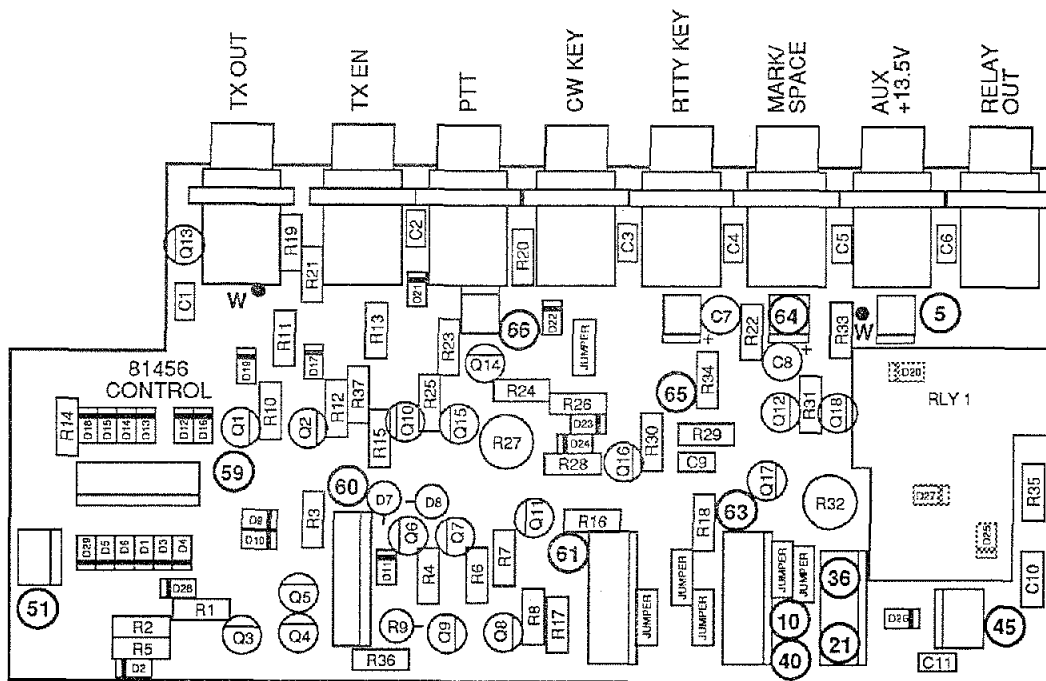 TX OUT
TX EN
PTT
CW KEY
RTTY KEY
MARK/
SPACE
AUX
+13.5V
RELAY
OUT
Q13
R19
C2
R20
C3
C4
C5
C6
C1
W
R21
D21
R11
R13
R23
66
D22
JUMPER
C7
+
R22
64
+
R33
W
5
81456
CONTROL
D19
D17
Q14
C8
D20
R14
D18
D15
D14
D13
D12
D16
Q1
R10
Q2
R12
R37
R15
Q10
R25
Q15
R24
R26
65
R34
Q12
R31
Q18
RLY 1
R27
D23
D24
R28
Q16
R30
R29
C9
59
60
D7
D8
Q17
R32
D27
R35
D9
D10
R3
Q6
Q7
Q11
R16
R18
63
D25
D29
D5
D6
D1
D3
D4
D11
R4
R6
R7
61
JUMPER
JUMPER
JUMPER
36
C10
51
D28
R1
Q5
R2
R5
D2
Q3
Q4
R9
Q9
Q8
R8
R17
JUMPER
JUMPER
10
21
40
D26
45
R36
C11